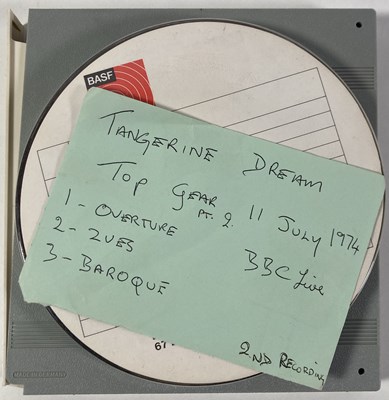 BASF
TANGERINE DREAM
TOP GEAR PT. 2. 11 JULY 1974
1 - OVERTURE
2 - ZUES
3 - BAROQUE
BBC Live
2ND RECORDING
67